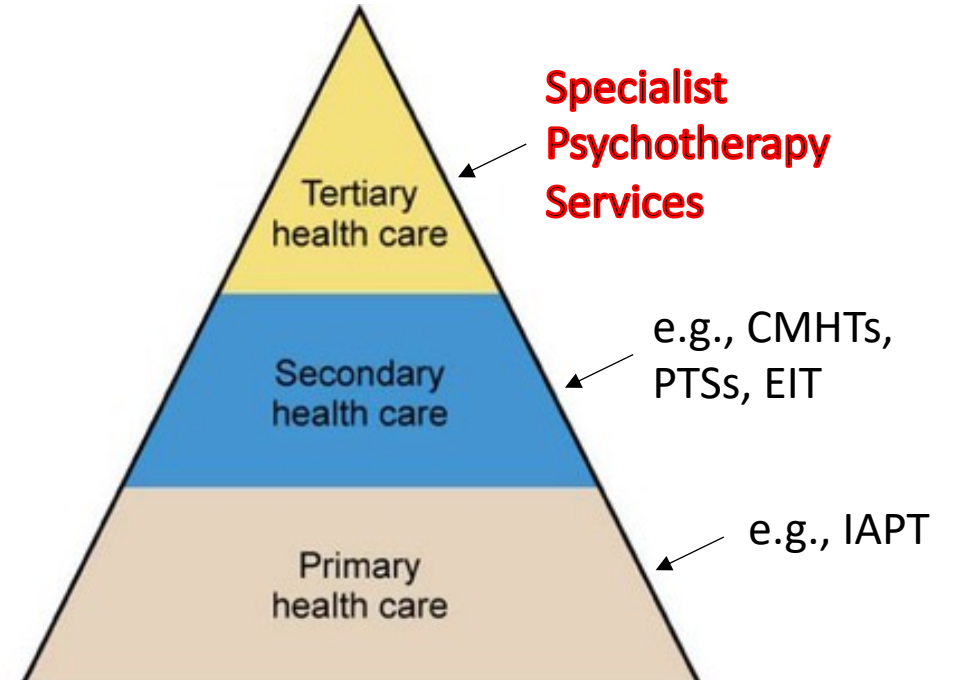 Specialist
Psychotherapy
Services
Tertiary
health care
e.g., CMHTs,
PTSs, EIT
Secondary
health care
e.g., IAPT
Primary
health care